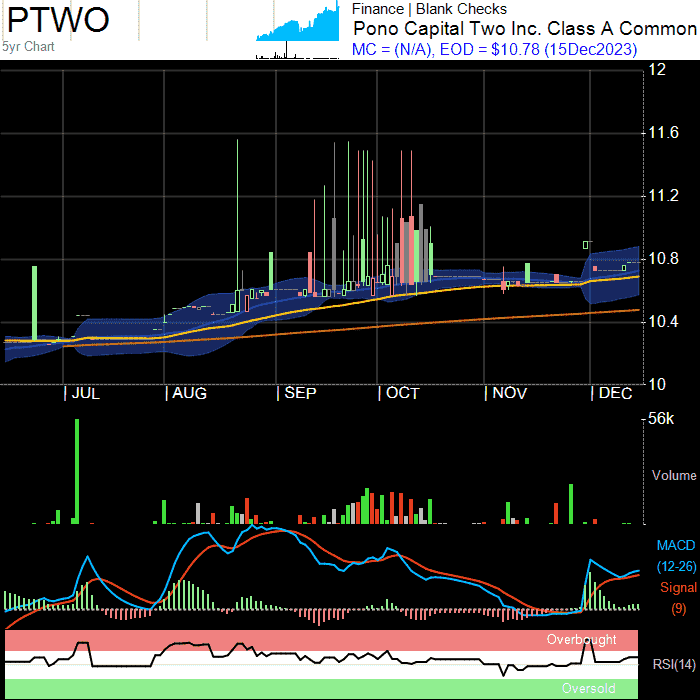 PTWO
5yr Chart
Finance | Blank Checks
Pono Capital Two Inc. Class A Common
MC = (N/A), EOD = $10.78 (15Dec2023)
12
11.6
11.2
10.8
10.4
10
| JUL | AUG | SEP | OCT | NOV | DEC
56k
Volume
MACD
(12-26)
Signal
(9)
Overbought
RSI(14)
Oversold